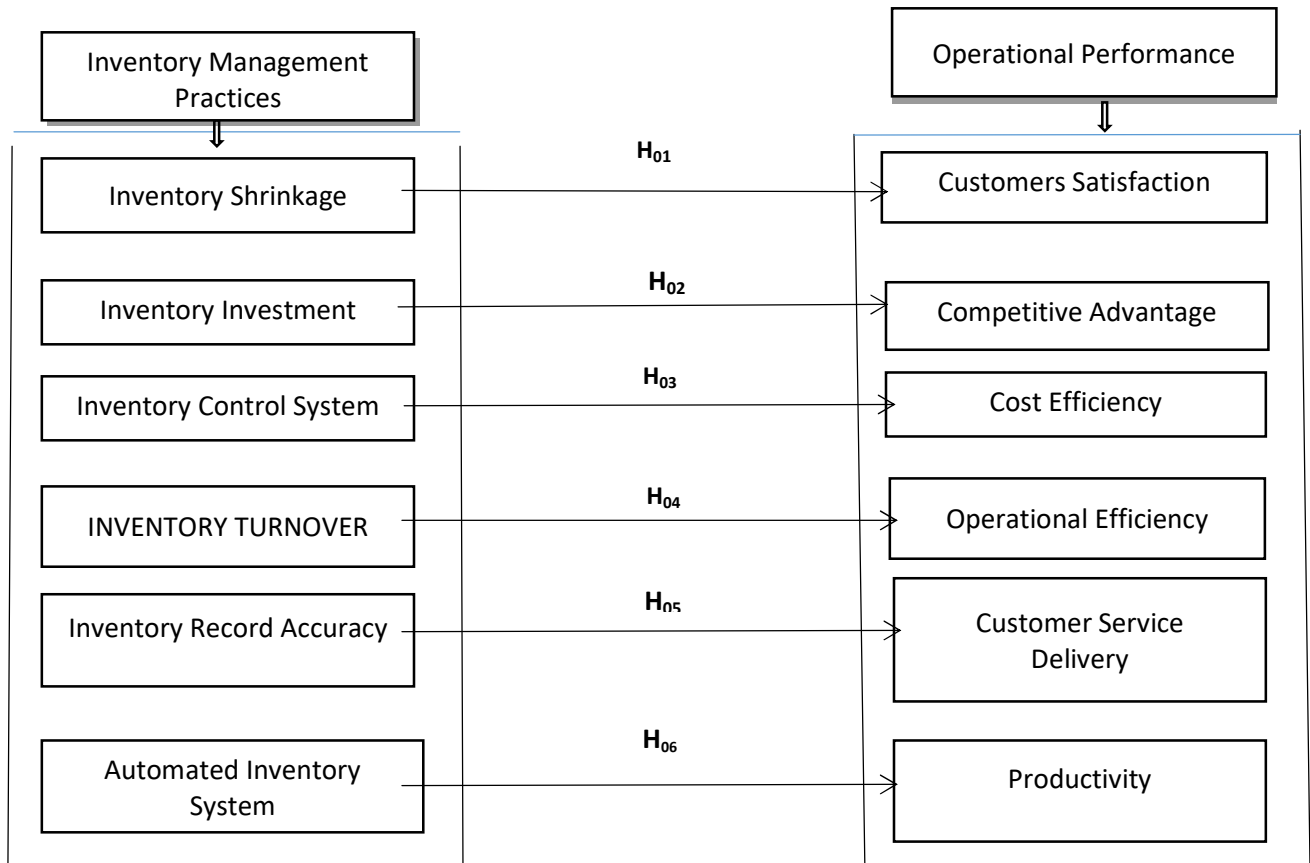 Inventory Management
Practices
Operational Performance
H01
Inventory Shrinkage
Customers Satisfaction
H02
Inventory Investment
Competitive Advantage
H03
Inventory Control System
Cost Efficiency
H04
INVENTORY TURNOVER
Operational Efficiency
H05
Inventory Record Accuracy
Customer Service
Delivery
H06
Automated Inventory
System
Productivity